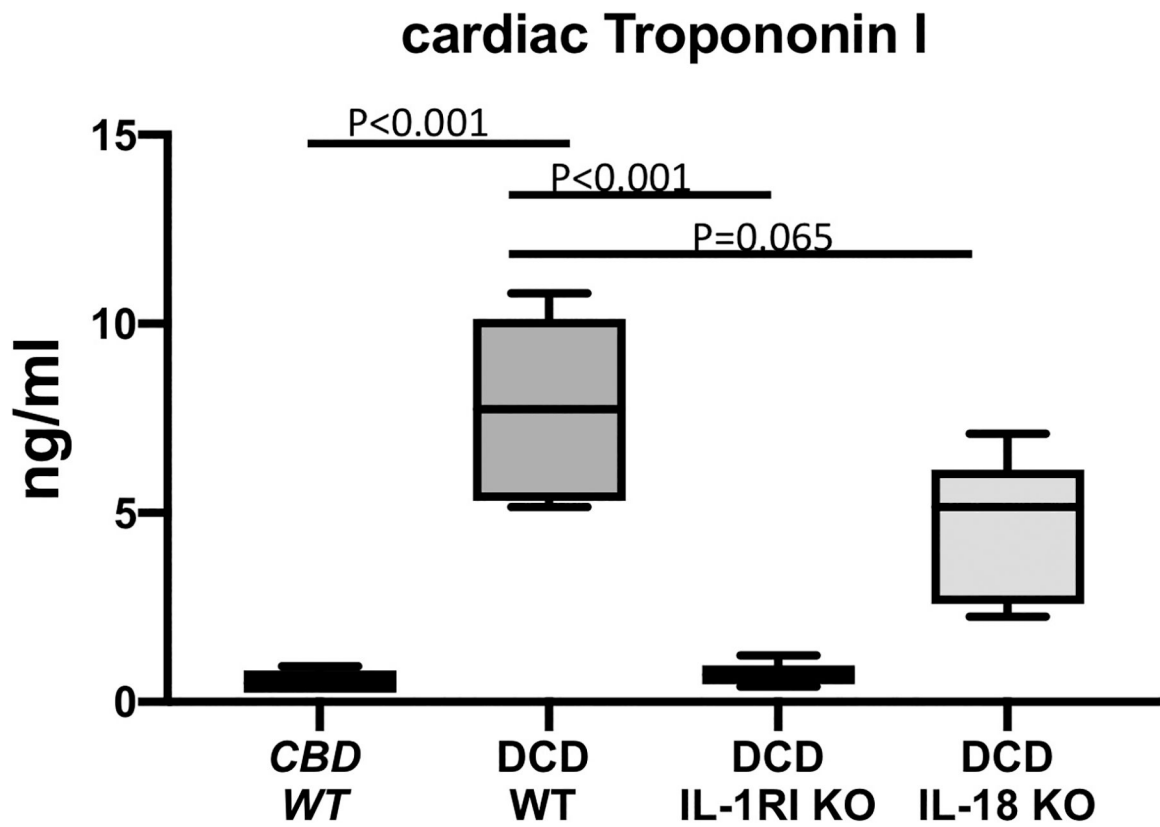 cardiac Tropononin I
P<0.001
P<0.001
P=0.065
15
10
5
0
ng/ml
CBD
WT
DCD
WT
DCD
IL-1RI KO
DCD
IL-18 KO